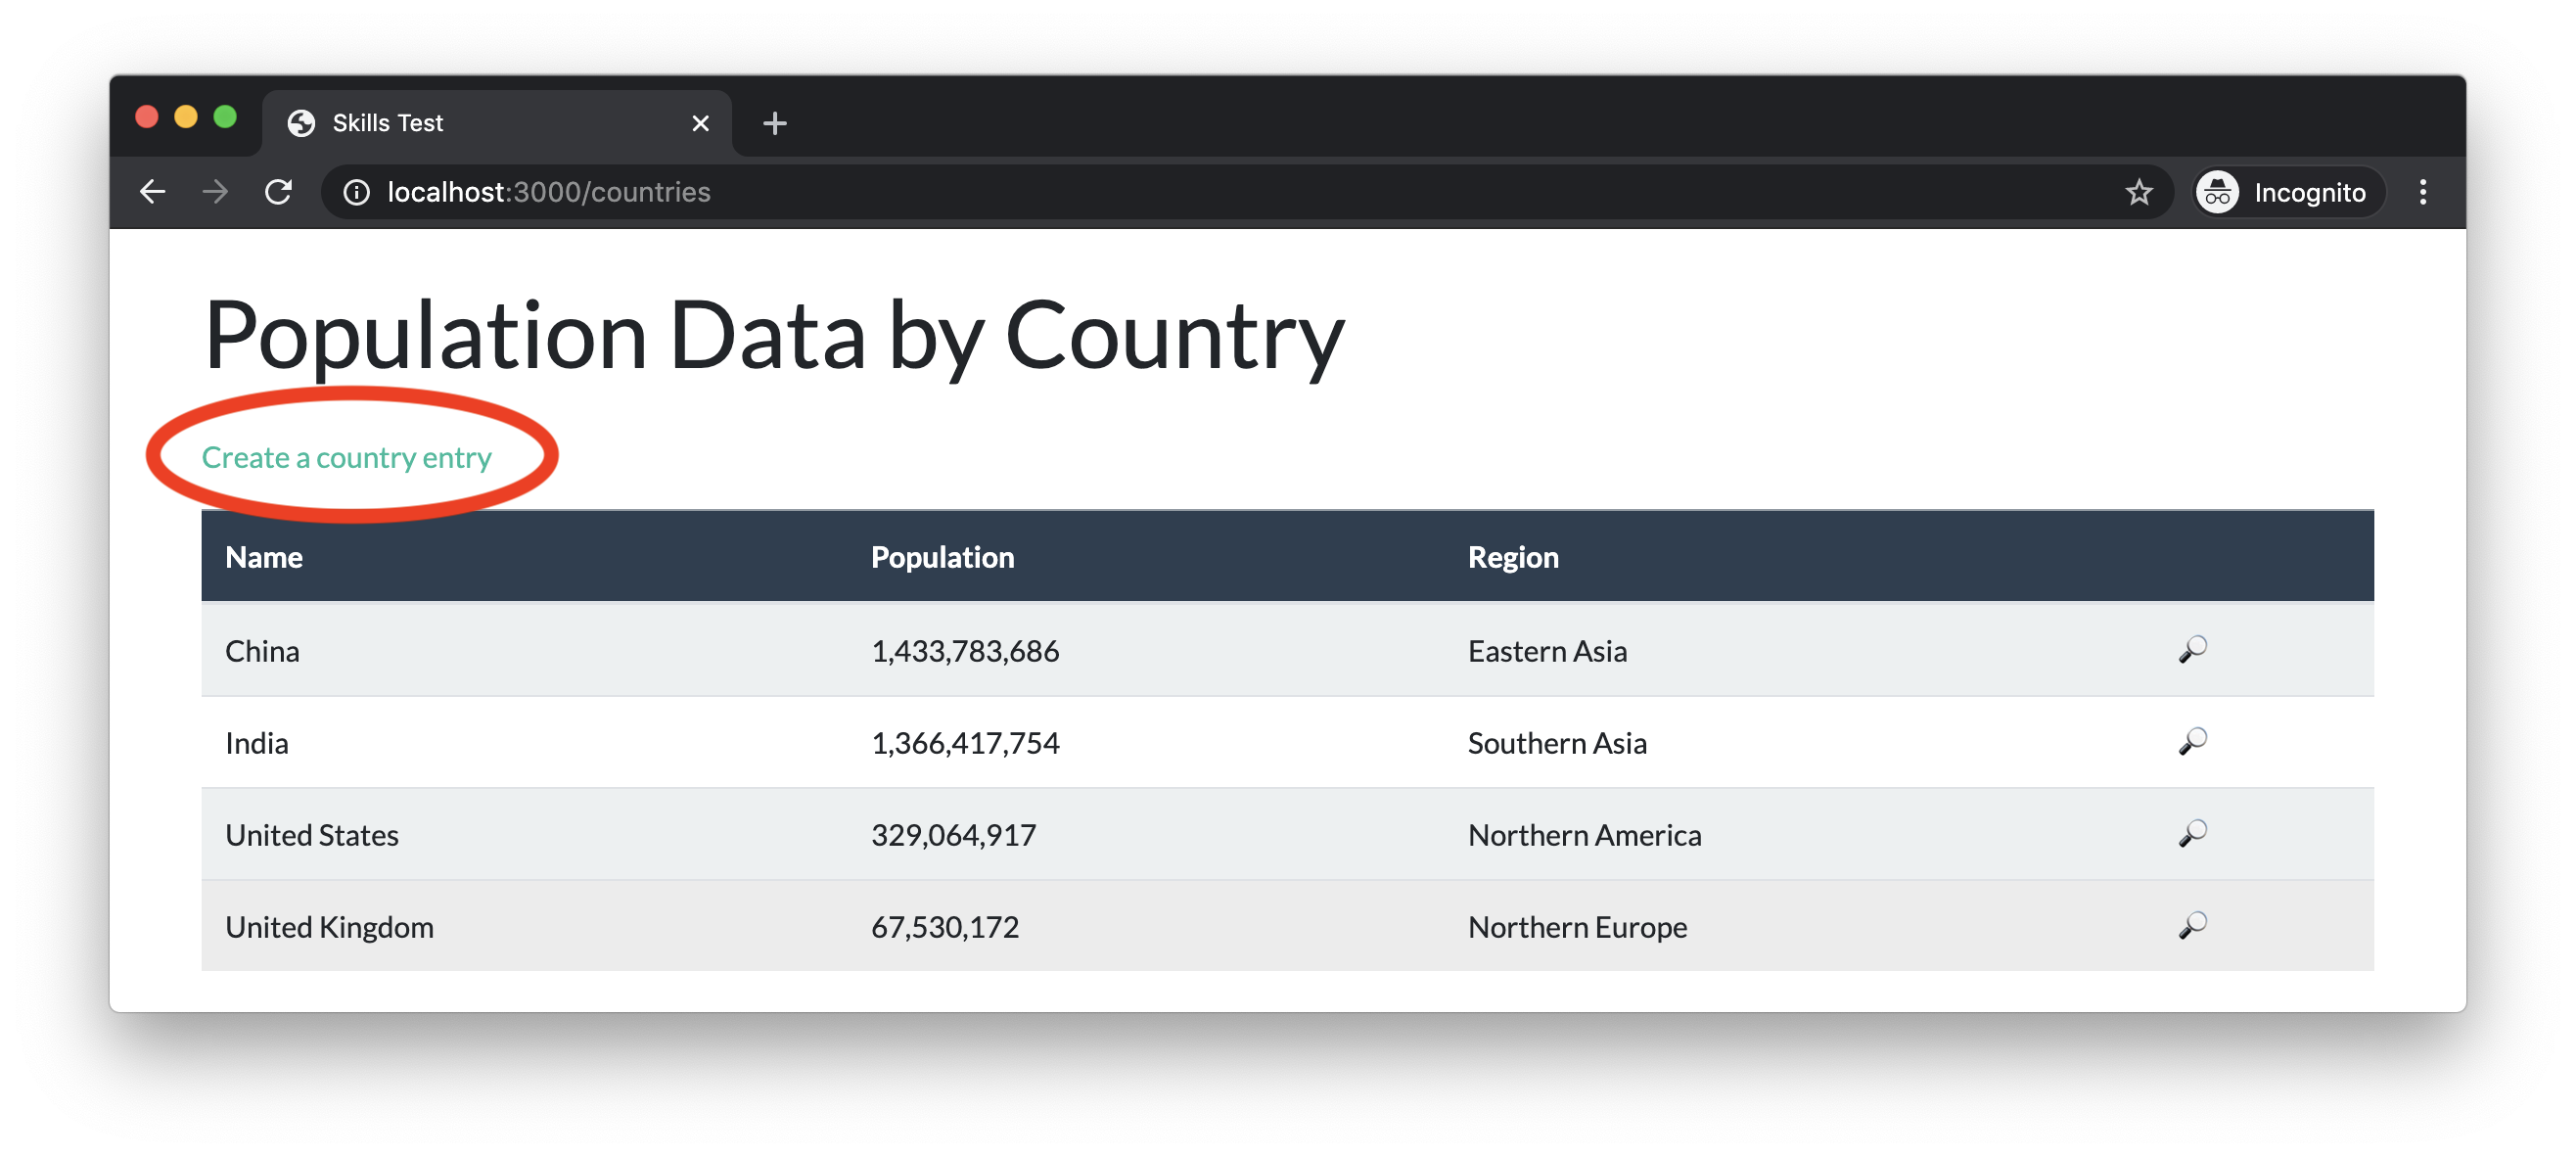 Skills Test
localhost:3000/countries
Incognito
Population Data by Country
Create a country entry
Name Population Region
China 1,433,783,686 Eastern Asia
India 1,366,417,754 Southern Asia
United States 329,064,917 Northern America
United Kingdom 67,530,172 Northern Europe